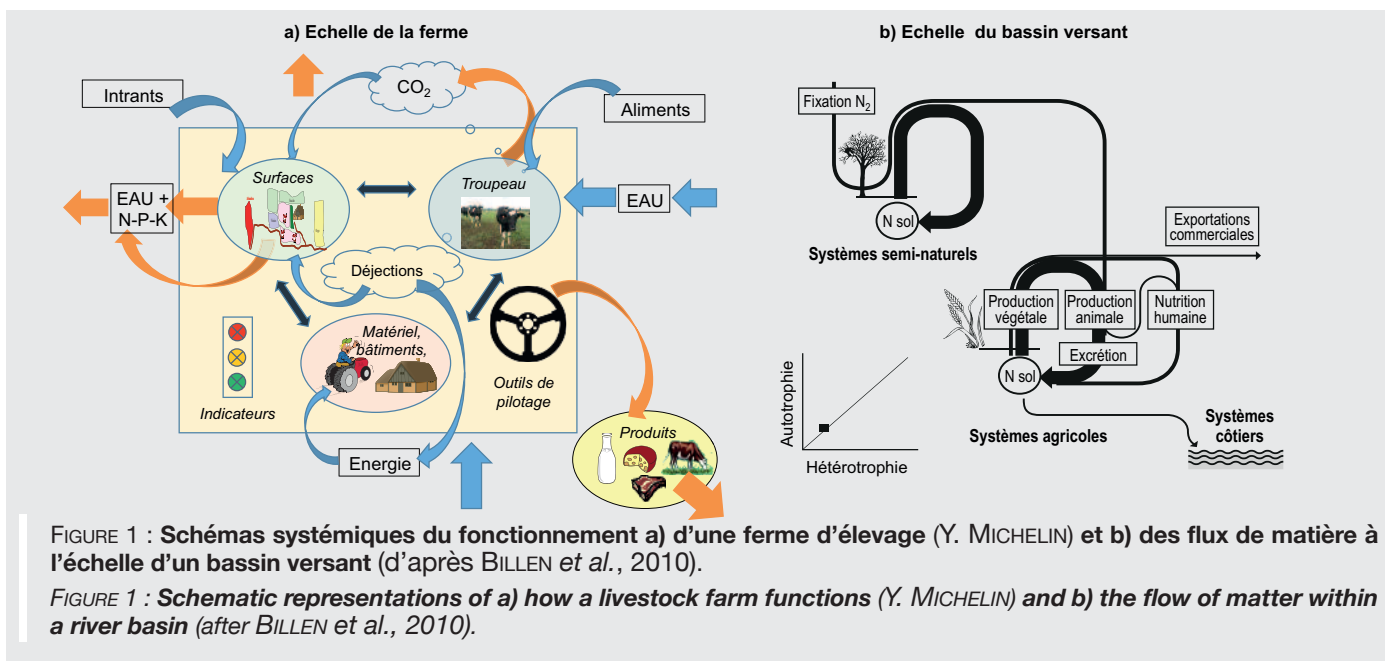 a) Echelle de la ferme
Intrants
CO2
Aliments
Surfaces
Troupeau
EAU +
N-P-K
EAU
Déjections
Matériel,
bâtiments,
Indicateurs
Outils de
pilotage
Energie
Produits
b) Echelle du bassin versant
Fixation N2
N sol
Systèmes semi-naturels
Exportations
commerciales
Production
végétale
Production
animale
Nutrition
humaine
Excrétion
N sol
Autotrophie
Hétérotrophie
Systèmes agricoles
Systèmes
côtiers
FIGURE 1 : Schémas systémiques du fonctionnement a) d'une ferme d'élevage (Y. MICHELIN) et b) des flux de matière à
l'échelle d'un bassin versant (d'après BILLEN et al., 2010).
FIGURE 1 : Schematic representations of a) how a livestock farm functions (Y. MICHELIN) and b) the flow of matter within
a river basin (after BILLEN et al., 2010).